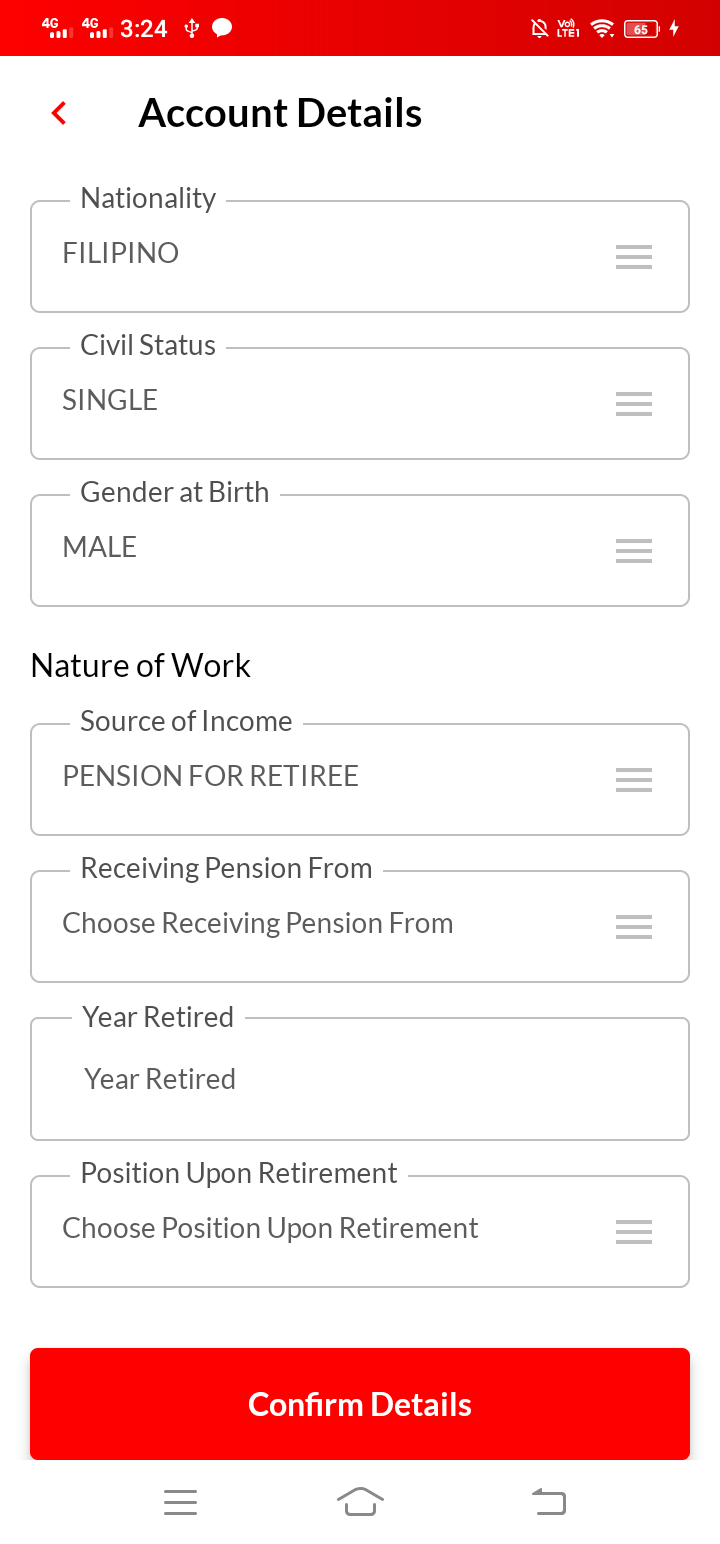 4G 4G 3:24 Vo) LTE1 65
Account Details
Nationality
FILIPINO
Civil Status
SINGLE
Gender at Birth
MALE
Nature of Work
Source of Income
PENSION FOR RETIREE
Receiving Pension From
Choose Receiving Pension From
Year Retired
Year Retired
Position Upon Retirement
Choose Position Upon Retirement
Confirm Details